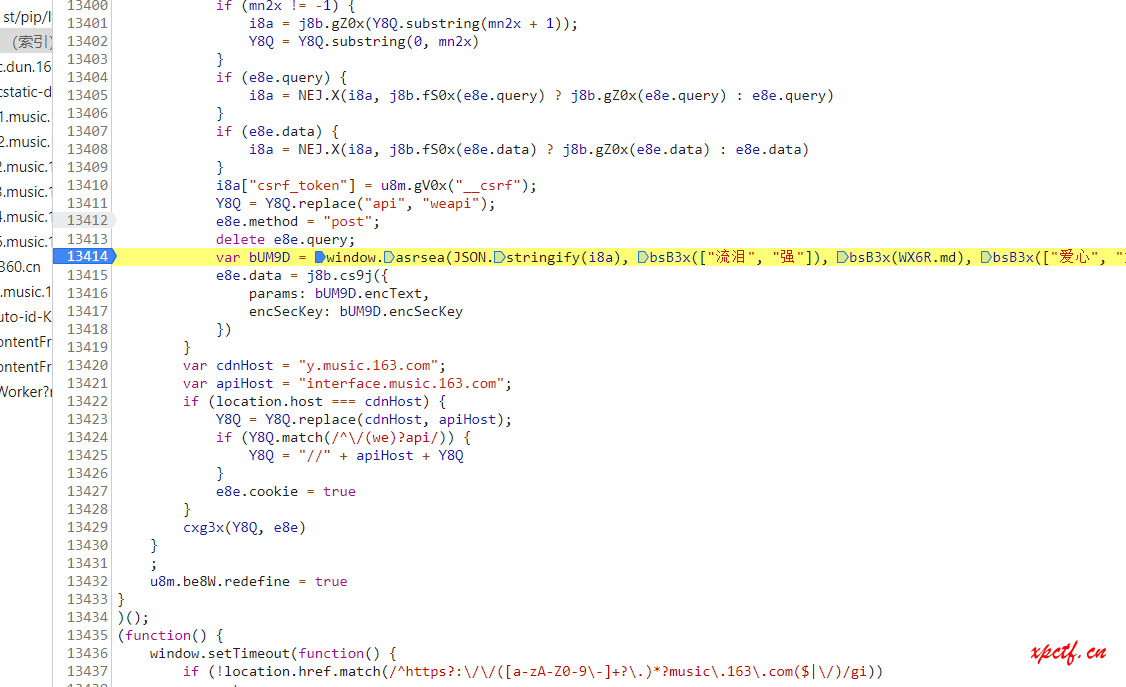 st/pip/l
(索引)
c.dun.16
cstatic-d
1.music.
2.music.
2.music.1
3.music.1
4.music.1
5.music.1
360.cn
.music.1
uto-id-K
ontentFr
ontentFr
Worker?r
13400 if (mn2x != -1) {
13401 i8a = j8b.gZ0x(Y8Q.substring(mn2x + 1));
13402 Y8Q = Y8Q.substring(0, mn2x)
13403 }
13404 if (e8e.query) {
13405 i8a = NEJ.X(i8a, j8b.fS0x(e8e.query) ? j8b.gZ0x(e8e.query) : e8e.query)
13406 }
13407 if (e8e.data) {
13408 i8a = NEJ.X(i8a, j8b.fS0x(e8e.data) ? j8b.gZ0x(e8e.data) : e8e.data)
13409 }
13410 i8a["csrf_token"] = u8m.gV0x("__csrf");
13411 Y8Q = Y8Q.replace("api", "weapi");
13412 e8e.method = "post";
13413 delete e8e.query;
13414 var bUM9D = window.asrsea(JSON.stringify(i8a), bsB3x(["流泪", "强"]), bsB3x(WX6R.md), bsB3x(["爱心", "
13415 e8e.data = j8b.cs9j({
13416 params: bUM9D.encText,
13417 encSecKey: bUM9D.encSecKey
13418 })
13419 }
13420 var cdnHost = "y.music.163.com";
13421 var apiHost = "interface.music.163.com";
13422 if (location.host === cdnHost) {
13423 Y8Q = Y8Q.replace(cdnHost, apiHost);
13424 if (Y8Q.match(/^\/(we)?api/)) {
13425 Y8Q = "//" + apiHost + Y8Q
13426 }
13427 e8e.cookie = true
13428 }
13429 cxg3x(Y8Q, e8e)
13430 }
13431 ;
13432 u8m.be8W.redefine = true
13433 }
13434 )();
13435 (function() {
13436 window.setTimeout(function() {
13437 if (!location.href.match(/^https?:\/\/([a-zA-Z0-9\-]+?\.)*?music\.163\.com($|\/)/gi))
xpctf.cn